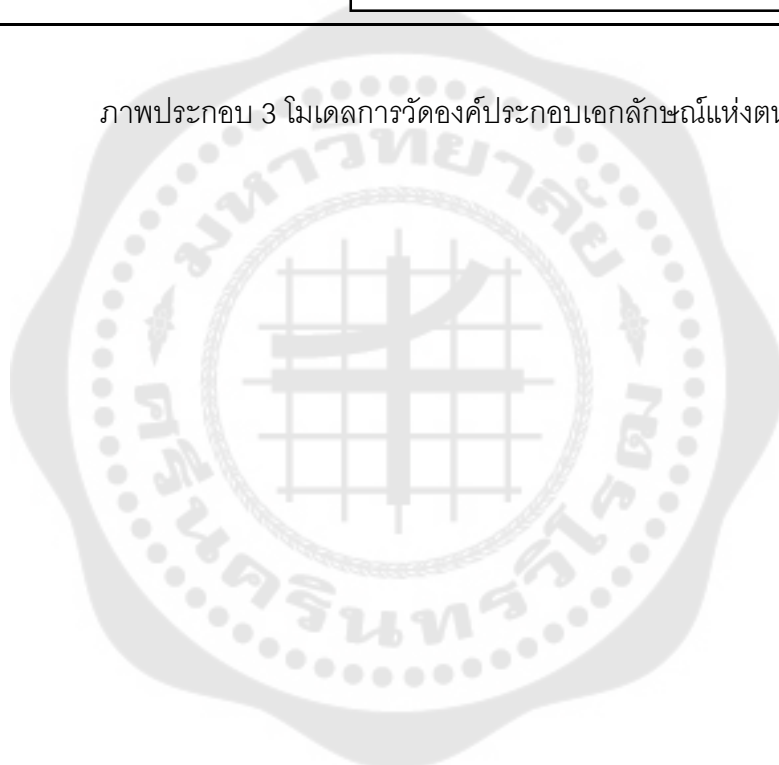 ภาพประกอบ 3 โมเดลการวัดองค์ประกอบเอกลักษณ์แห่งตน
มหาวิทยาลัย
ศรีนครินทรวิโรฒ